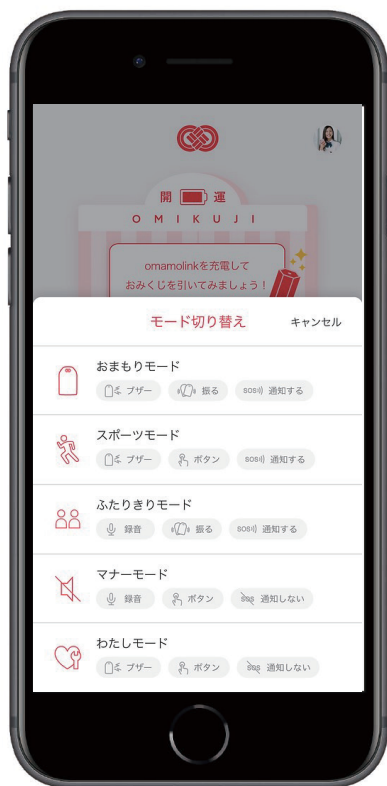 開 運
OMIKUJI
omamolinkを充電して
おみくじを引いてみましょう！
モード切り替え キャンセル
おまもりモード
ブザー 振る SOS 通知する
スポーツモード
ブザー ボタン SOS 通知する
ふたりきりモード
録音 振る SOS 通知する
マナーモード
録音 ボタン SOS 通知しない
わたしモード
ブザー ボタン SOS 通知しない